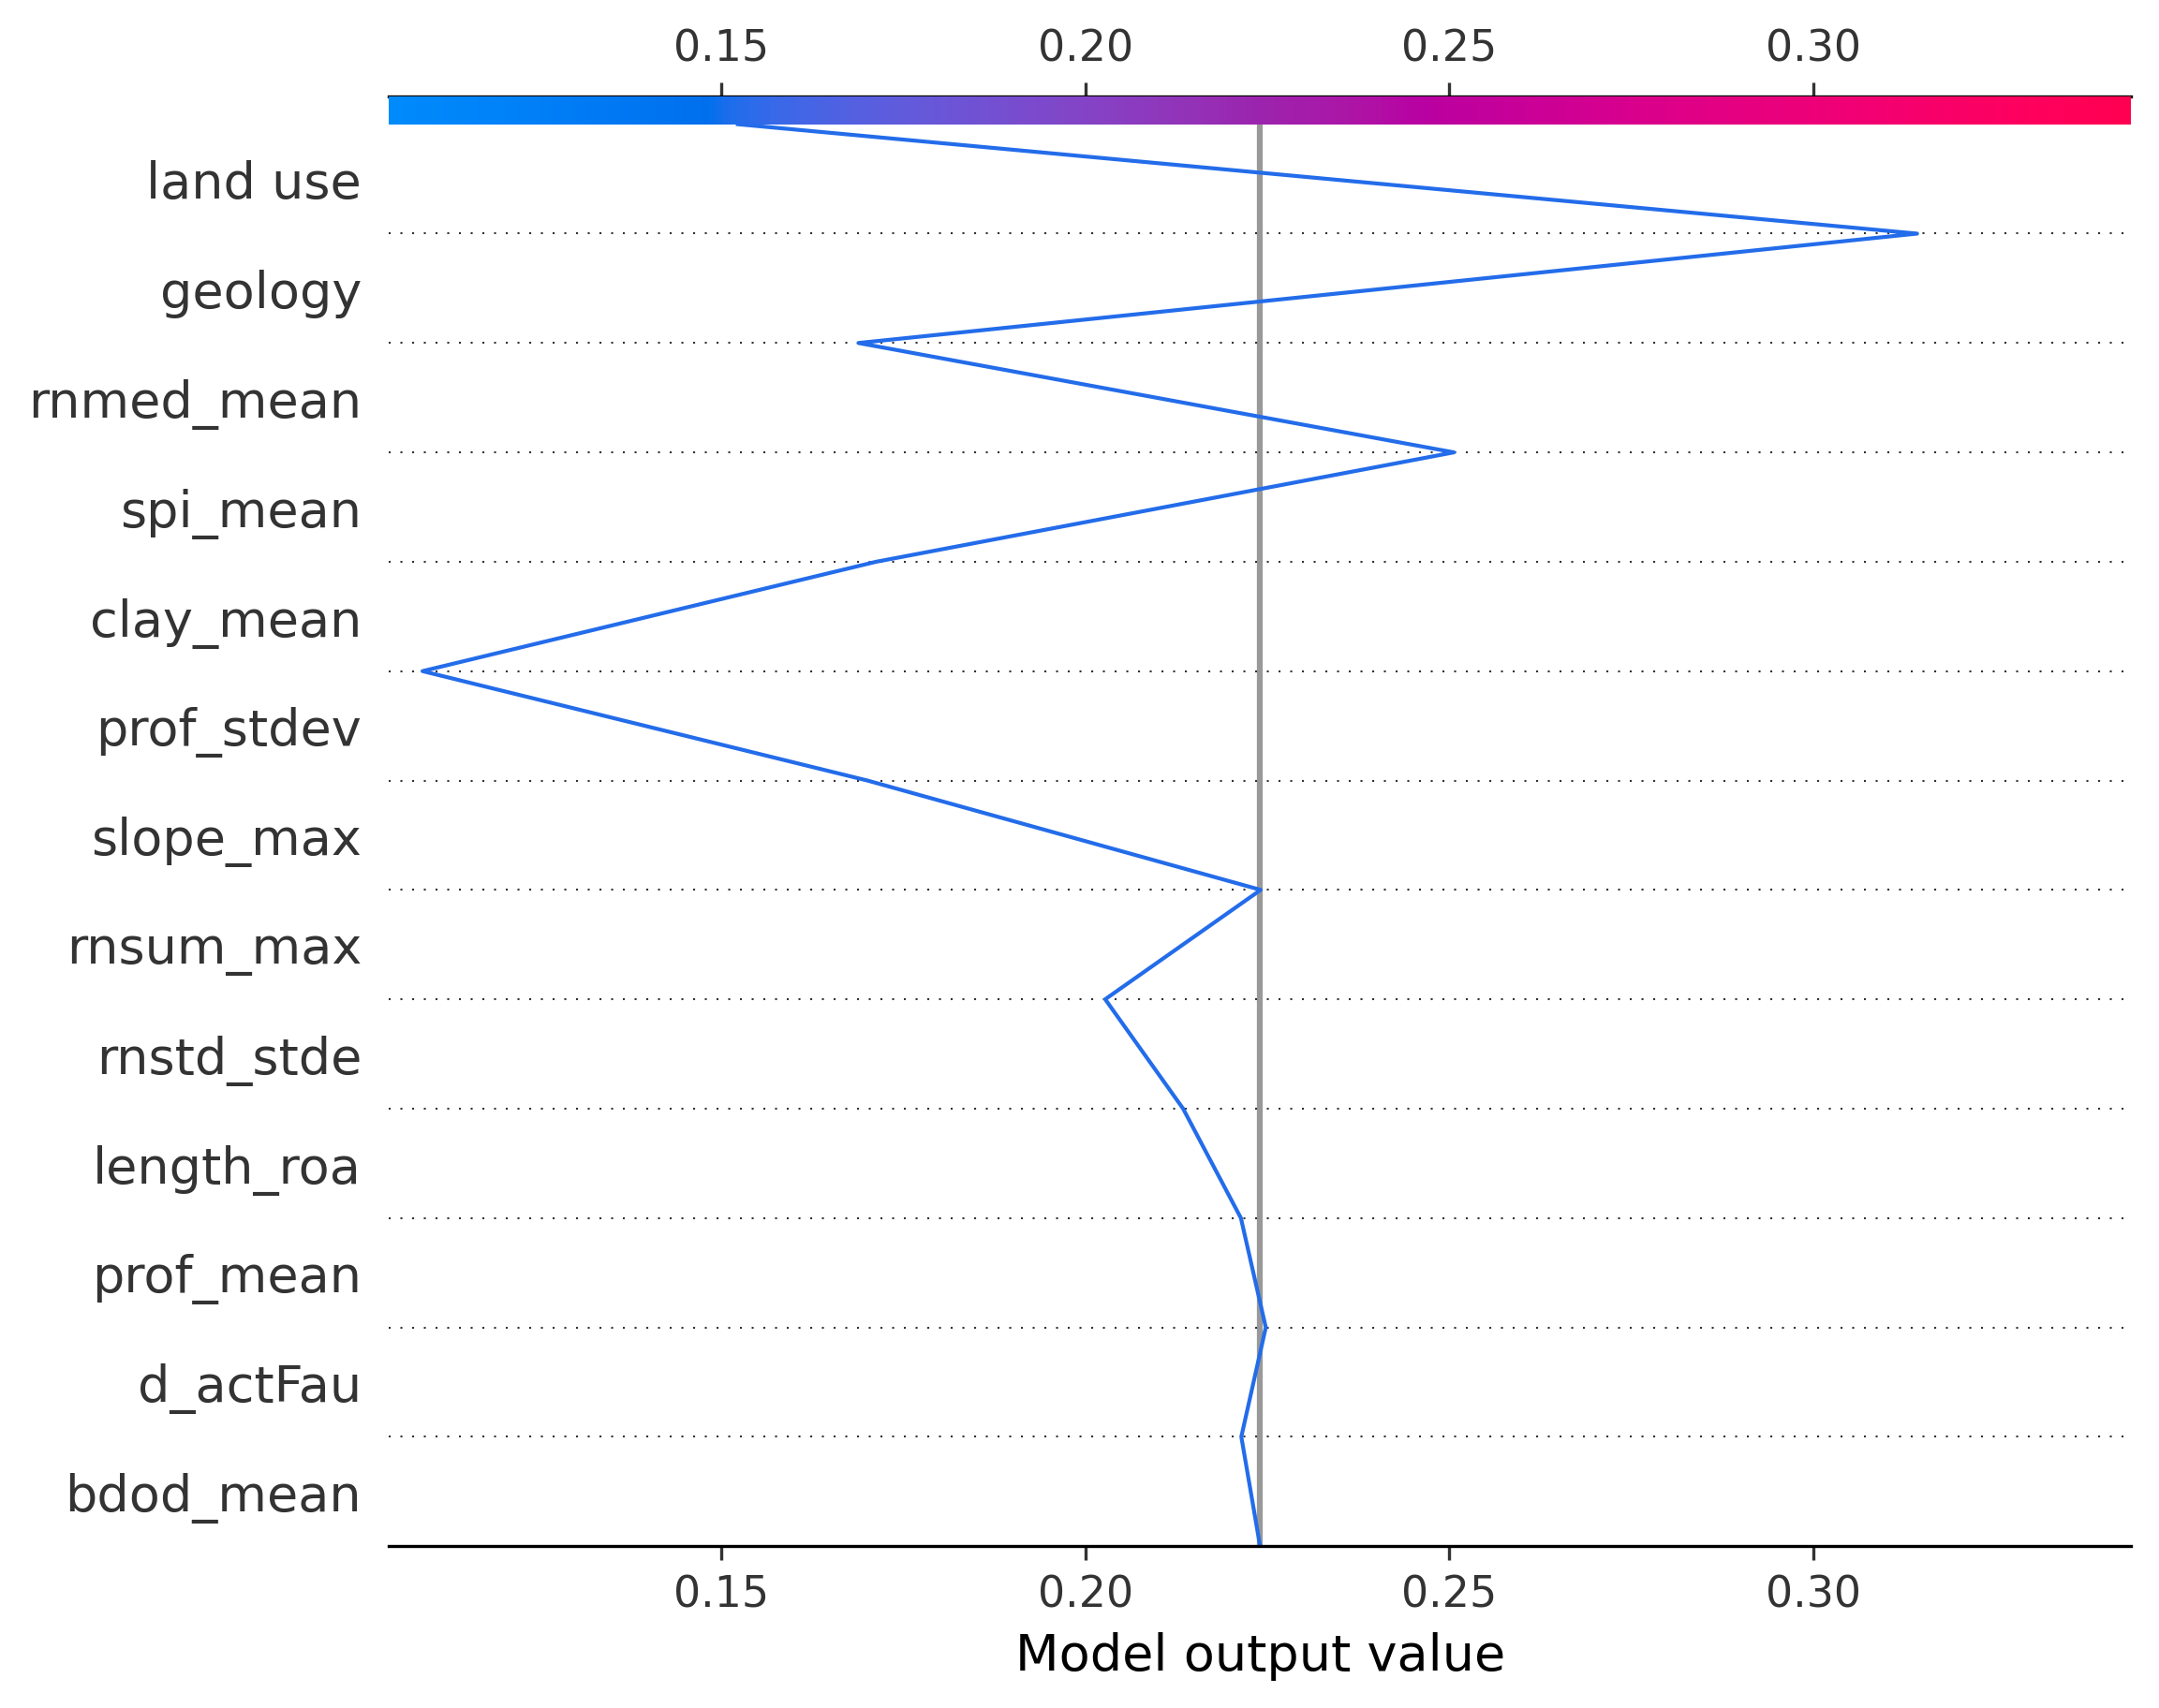 0.15 0.20 0.25 0.30
land use
geology
rnmed_mean
spi_mean
clay_mean
prof_stdev
slope_max
rnsum_max
rnstd_stde
length_roa
prof_mean
d_actFau
bdod_mean
0.15 0.20 0.25 0.30
Model output value